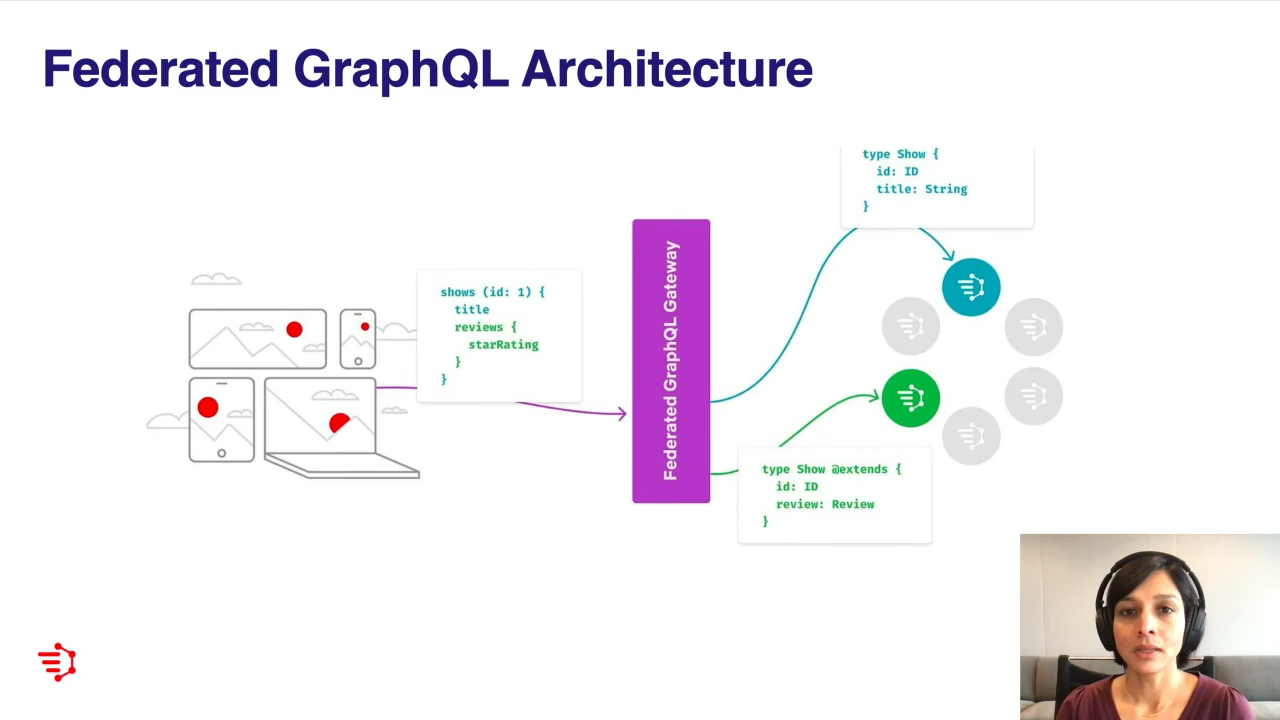 Federated GraphQL Architecture
shows (id: 1) {
title
reviews {
starRating
}
}
Federated GraphQL Gateway
type Show {
id: ID
title: String
}
type Show @extends {
id: ID
review: Review
}